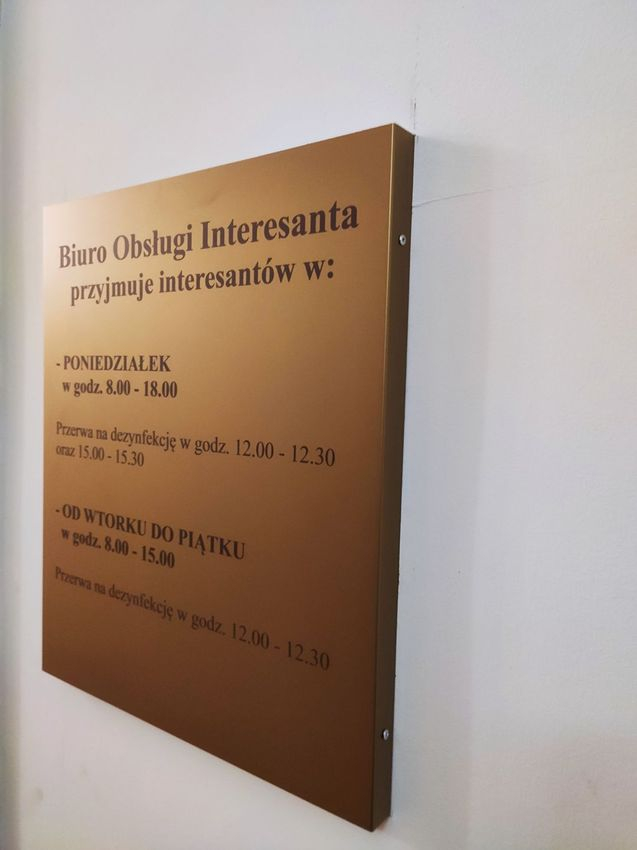 Biuro Obsługi Interesanta
przyjmuje interesantów w:
- PONIEDZIAŁEK
w godz. 8.00 - 18.00
Przerwa na dezynfekcję w godz. 12.00 - 12.30
oraz 15.00 - 15.30
- OD WTORKU DO PIĄTKU
w godz. 8.00 - 15.00
Przerwa na dezynfekcję w godz. 12.00 - 12.30